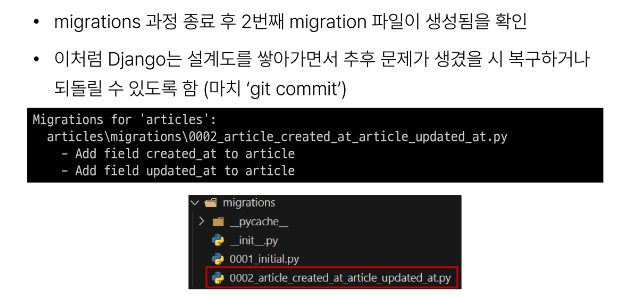 • migrations 과정 종료 후 2번째 migration 파일이 생성됨을 확인
• 이처럼 Django는 설계도를 쌓아가면서 추후 문제가 생겼을 시 복구하거나
되돌릴 수 있도록 함 (마치 ‘git commit’)
Migrations for 'articles':
articles\migrations\0002_article_created_at_article_updated_at.py
- Add field created_at to article
- Add field updated_at to article
migrations
__pycache__
__init__.py
0001_initial.py
0002_article_created_at_article_updated_at.py